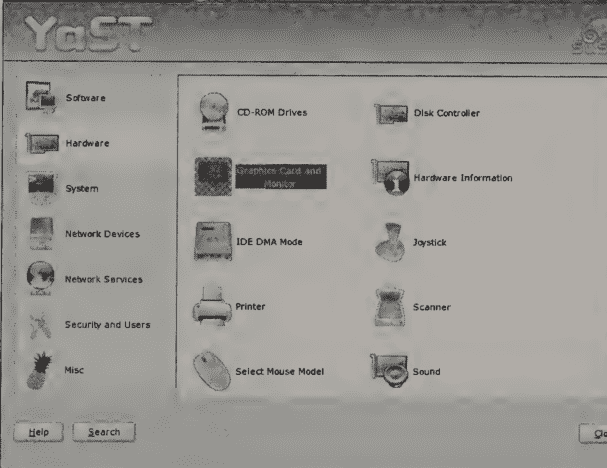 YaST
Software
Hardware
System
Network Devices
Network Services
Security and Users
Misc
CD-ROM Drives
Disk Controller
Graphics Card and
Monitor
Hardware Information
IDE DMA Mode
Joystick
Printer
Scanner
Select Mouse Model
Sound
Help
Search